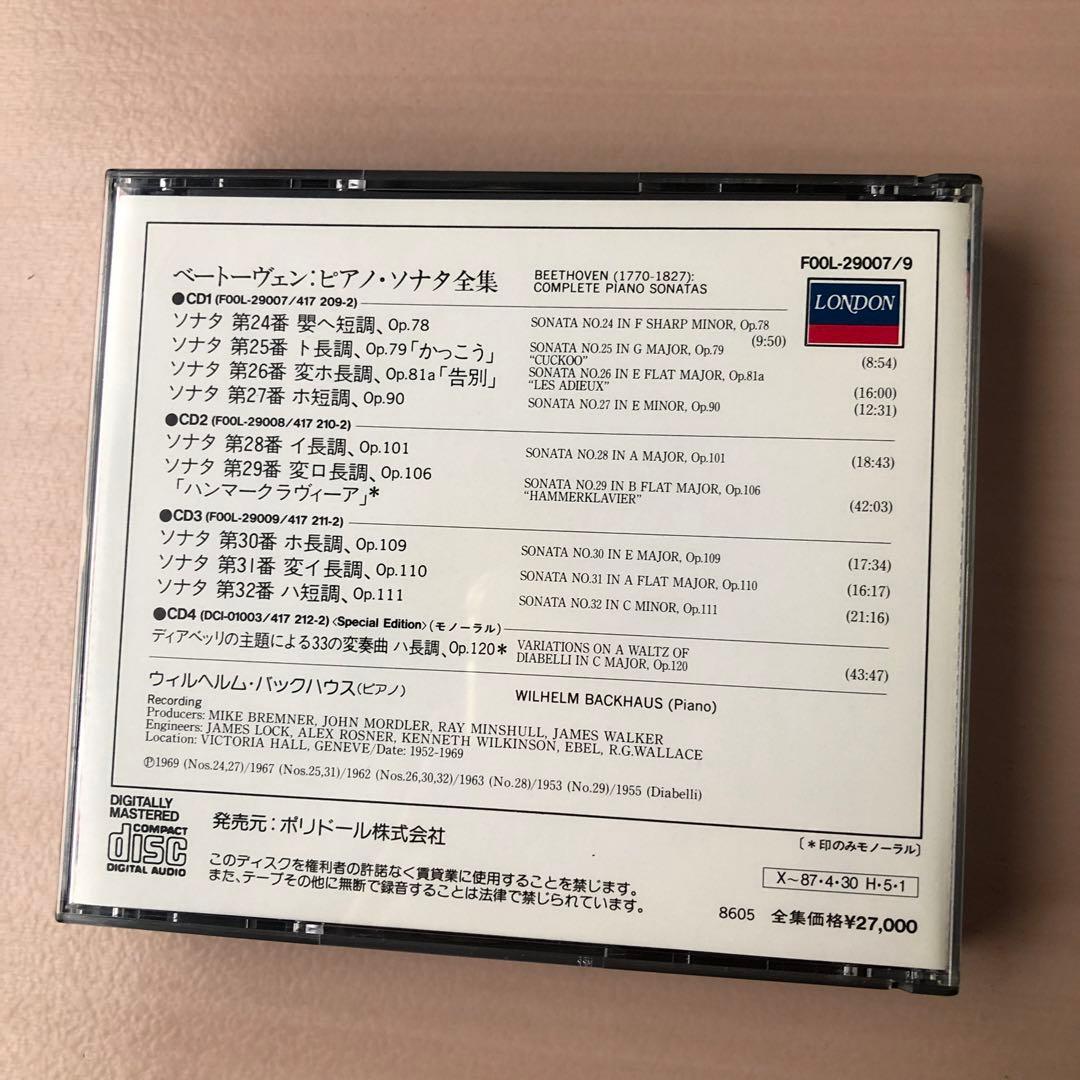 FOOL-29007/9
LONDON
ベートーヴェン:ピアノ・ソナタ全集
BEETHOVEN (1770-1827):
COMPLETE PIANO SONATAS
●CD1 (FOOL-29007/417 209-2)
ソナタ 第24番 嬰ヘ短調、Op.78
SONATA NO.24 IN F SHARP MINOR, Op.78
(9:50)
ソナタ 第25番 ト長調、Op.79「かっこう」
SONATA NO.25 IN G MAJOR, Op.79
"CUCKOO"
(8:54)
ソナタ 第26番 変ホ長調、Op.81a「告別」
SONATA NO.26 IN E FLAT MAJOR, Op.81a
"LES ADIEUX"
(16:00)
ソナタ 第27番 ホ短調、Op.90
SONATA NO.27 IN E MINOR, Op.90
(12:31)
●CD2 (FOOL-29008/417 210-2)
ソナタ 第28番 イ長調、Op.101
SONATA NO.28 IN A MAJOR, Op.101
(18:43)
ソナタ 第29番 変ロ長調、Op.106
「ハンマークラヴィーア」*
SONATA NO.29 IN B FLAT MAJOR, Op.106
"HAMMERKLAVIER"
(42:03)
●CD3 (FOOL-29009/417 211-2)
ソナタ 第30番 ホ長調、Op.109
SONATA NO.30 IN E MAJOR, Op.109
(17:34)
ソナタ 第31番 変イ長調、Op.110
SONATA NO.31 IN A FLAT MAJOR, Op.110
(16:17)
ソナタ 第32番 ハ短調、Op.111
SONATA NO.32 IN C MINOR, Op.111
(21:16)
●CD4 (DCI-01003/417 212-2)〈Special Edition〉(モノーラル)
ディアベッリの主題による33の変奏曲 ハ長調、Op.120*
VARIATIONS ON A WALTZ OF
DIABELLI IN C MAJOR, Op.120
(43:47)
ウィルヘルム・バックハウス(ピアノ)
WILHELM BACKHAUS (Piano)
Recording
Producers: MIKE BREMNER, JOHN MORDLER, RAY MINSHULL, JAMES WALKER
Engineers: JAMES LOCK, ALEX ROSNER, KENNETH WILKINSON, EBEL, R.G.WALLACE
Location: VICTORIA HALL, GENEVE/Date: 1952-1969
Ⓟ1969 (Nos.24,27)/1967 (Nos.25,31)/1962 (Nos.26,30,32)/1963 (No.28)/1953 (No.29)/1955 (Diabelli)
DIGITALLY
MASTERED
COMPACT
disc
DIGITAL AUDIO
発売元:ポリドール株式会社
〔*印のみモノーラル〕
このディスクを権利者の許諾なく賃貸業に使用することを禁じます。
また、テープその他に無断で録音することは法律で禁じられています。
X〜87・4・30 H・5・1
8605 全集価格¥27,000